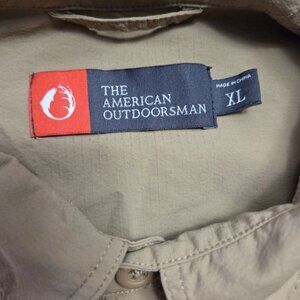 THE
AMERICAN
OUTDOORSMAN
MADE IN CHINA
XL